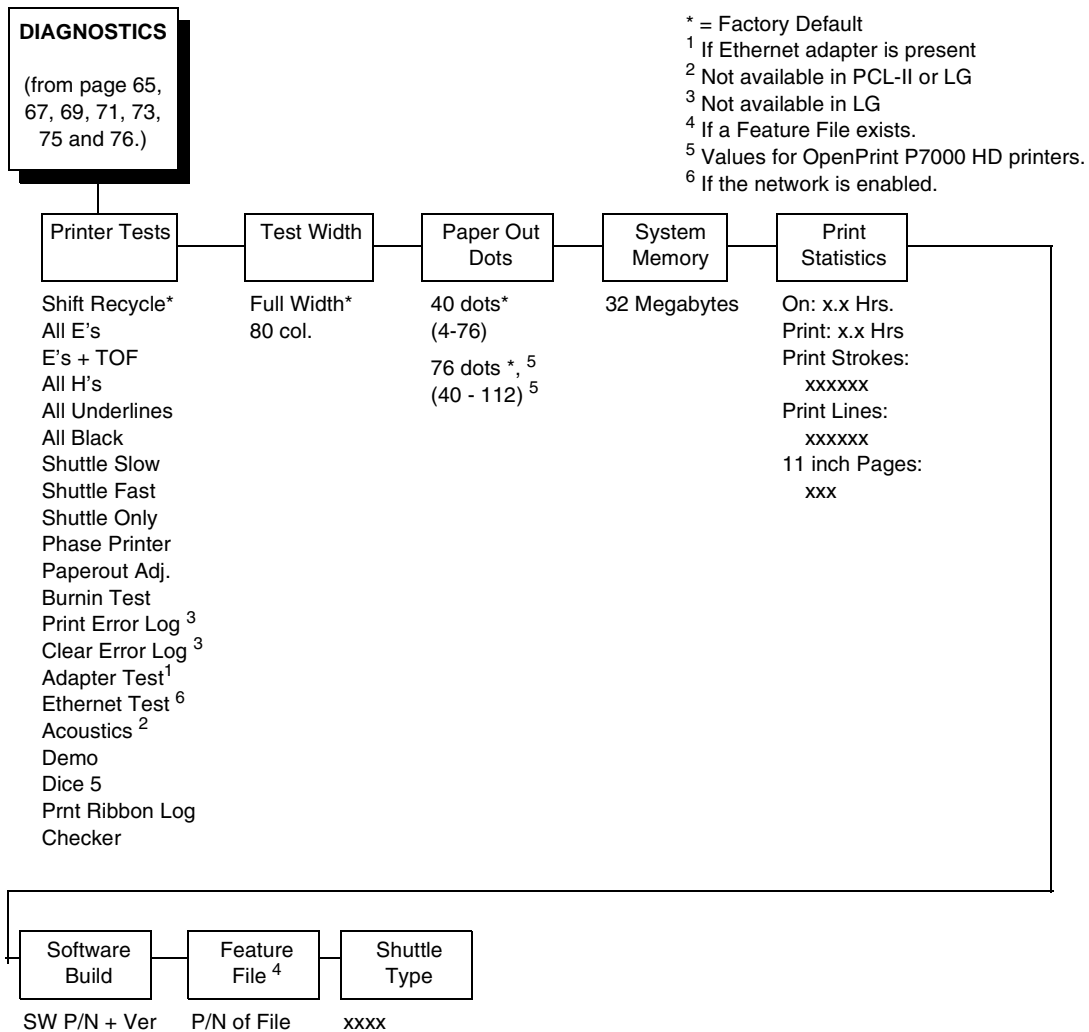 DIAGNOSTICS
(from page 65,
67, 69, 71, 73,
75 and 76.)
* = Factory Default
1 If Ethernet adapter is present
2 Not available in PCL-II or LG
3 Not available in LG
4 If a Feature File exists.
5 Values for OpenPrint P7000 HD printers.
6 If the network is enabled.
Printer Tests
Shift Recycle*
All E's
E's + TOF
All H's
All Underlines
All Black
Shuttle Slow
Shuttle Fast
Shuttle Only
Phase Printer
Paperout Adj.
Burnin Test
Print Error Log 3
Clear Error Log 3
Adapter Test1
Ethernet Test 6
Acoustics 2
Demo
Dice 5
Prnt Ribbon Log
Checker
Test Width
Full Width*
80 col.
Paper Out
Dots
40 dots*
(4-76)
76 dots *, 5
(40 - 112) 5
System
Memory
32 Megabytes
Print
Statistics
On: x.x Hrs.
Print: x.x Hrs
Print Strokes:
xxxxxx
Print Lines:
xxxxxx
11 inch Pages:
xxx
Software
Build
SW P/N + Ver
Feature
File 4
P/N of File
Shuttle
Type
xxxx